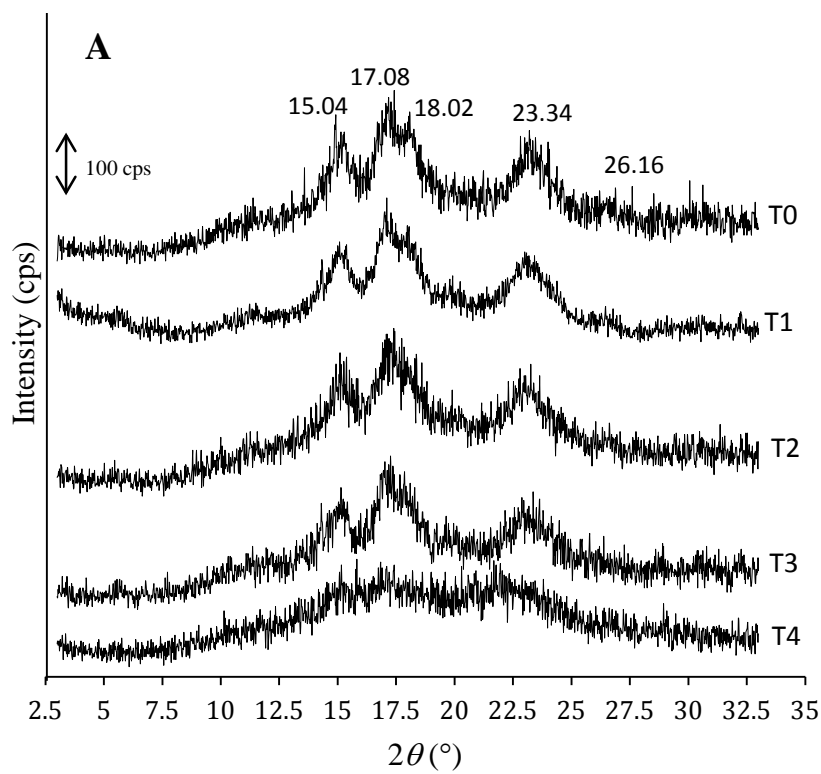 A
17.08
15.04
18.02
23.34
26.16
100 cps
T0
T1
T2
T3
T4
Intensity (cps)
2.5 5 7.5 10 12.5 15 17.5 20 22.5 25 27.5 30 32.5 35
2θ (°)